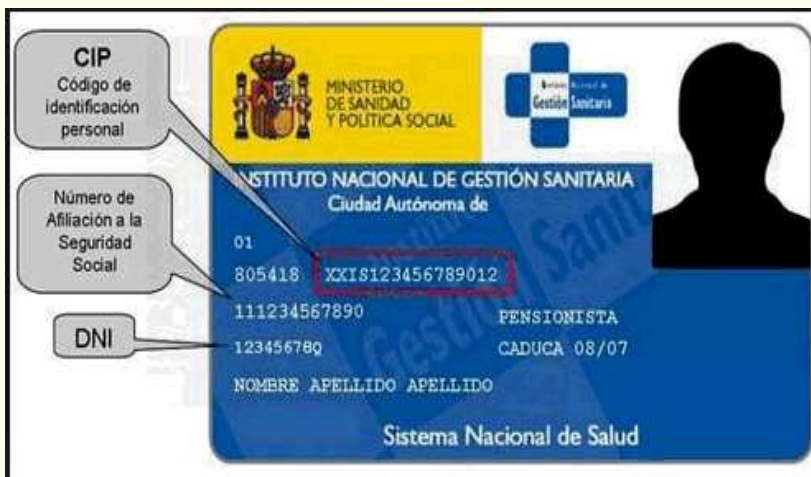 CIP
Código de
identificación
personal
Número de
Afiliación a la
Seguridad
Social
DNI
MINISTERIO
DE SANIDAD
Y POLÍTICA SOCIAL
Gestión Sanitaria
INSTITUTO NACIONAL DE GESTIÓN SANITARIA
Ciudad Autónoma de
01
805418 XXIS123456789012
111234567890
PENSIONISTA
12345678Q
CADUCA 08/07
NOMBRE APELLIDO APELLIDO
Sistema Nacional de Salud